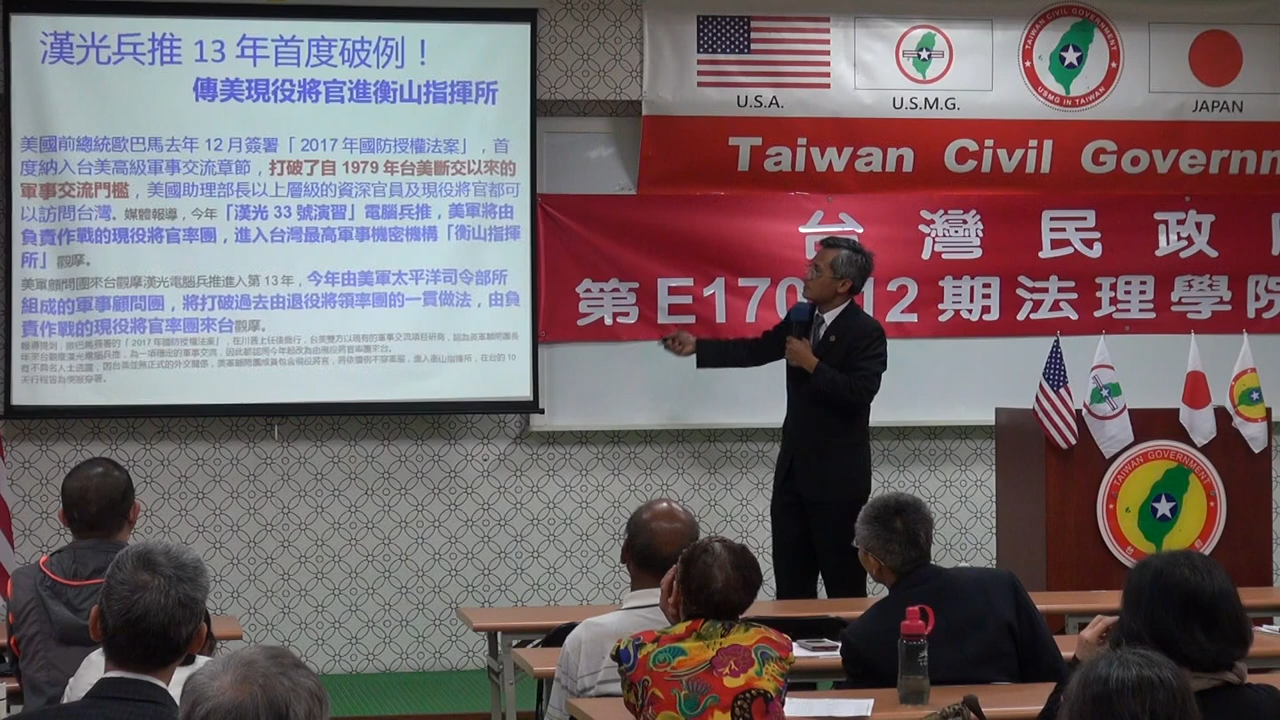 漢光兵推 13 年首度破例！
傳美現役將官進衡山指揮所
美國前總統歐巴馬去年 12 月簽署「 2017 年國防授權法案」，首
度納入台美高級軍事交流章節，打破了自 1979 年台美斷交以來的
軍事交流門檻，美國助理部長以上層級的資深官員及現役將官都可
以訪問台灣。媒體報導，今年「漢光 33 號演習」電腦兵推，美軍將由
負責作戰的現役將官率團，進入台灣最高軍事機密機構「衡山指揮
所」觀摩。
美軍顧問團來台觀摩漢光電腦兵推進入第 13 年，今年由美軍太平洋司令部所
組成的軍事顧問團，將打破過去由退役將領率團的一貫做法，由負
責作戰的現役將官率團來台觀摩。
U.S.A.
U.S.M.G.
TAIWAN CIVIL GOVERNMENT
USMG IN TAIWAN
JAPAN
Taiwan Civil Governm
台灣民政
第E170 12期法理學院
TAIWAN GOVERNMENT